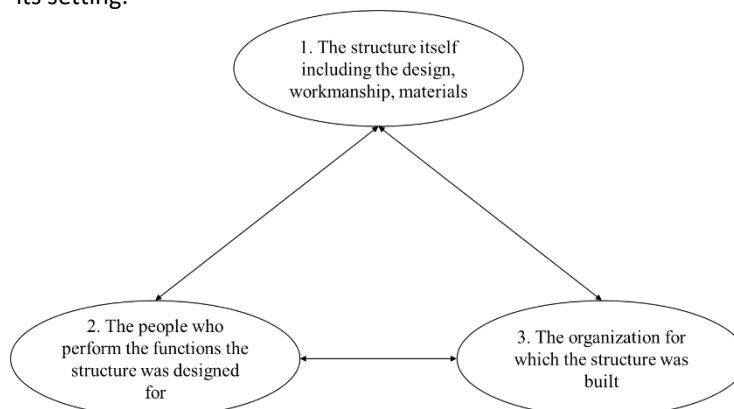 its setting.
1. The structure itself
including the design,
workmanship, materials
2. The people who
perform the functions the
structure was designed
for
3. The organization for
which the structure was
built